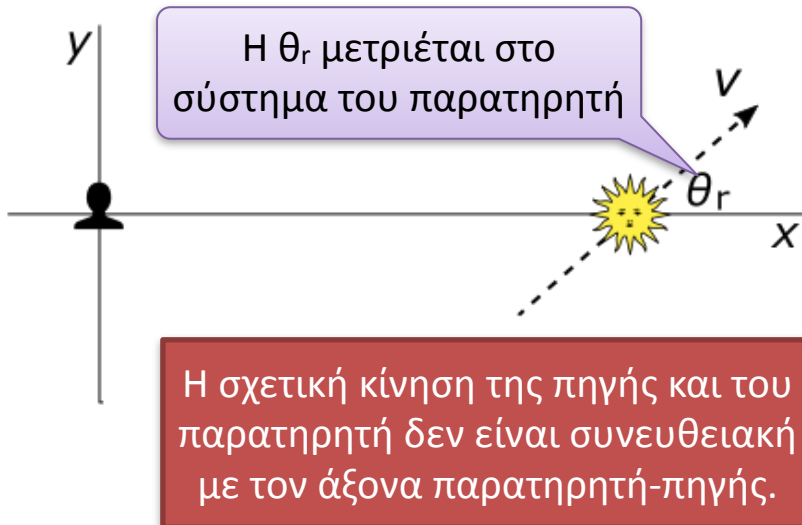 y
Η θr μετριέται στο
σύστημα του παρατηρητή
v
θr
x
Η σχετική κίνηση της πηγής και του
παρατηρητή δεν είναι συνευθειακή
με τον άξονα παρατηρητή-πηγής.